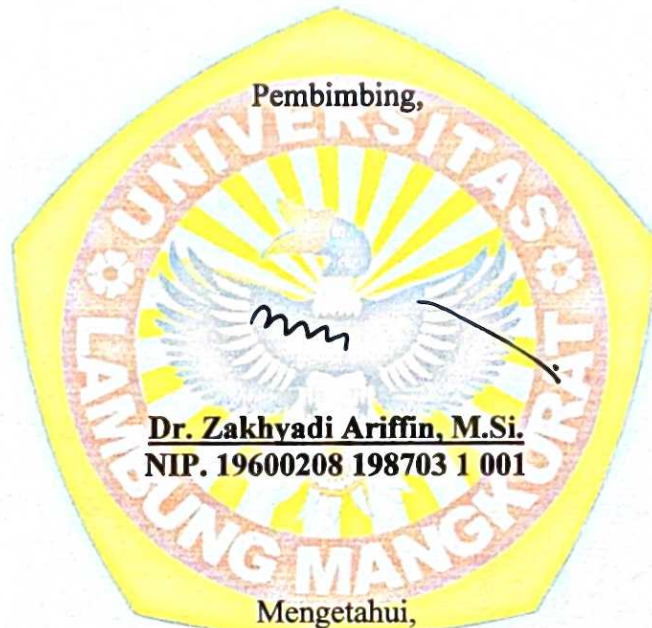 Pembimbing,
UNIVERSITAS
LAMBUNG MANGKURAT
Dr. Zakhyadi Ariffin, M.Si.
NIP. 19600208 198703 1 001
Mengetahui,